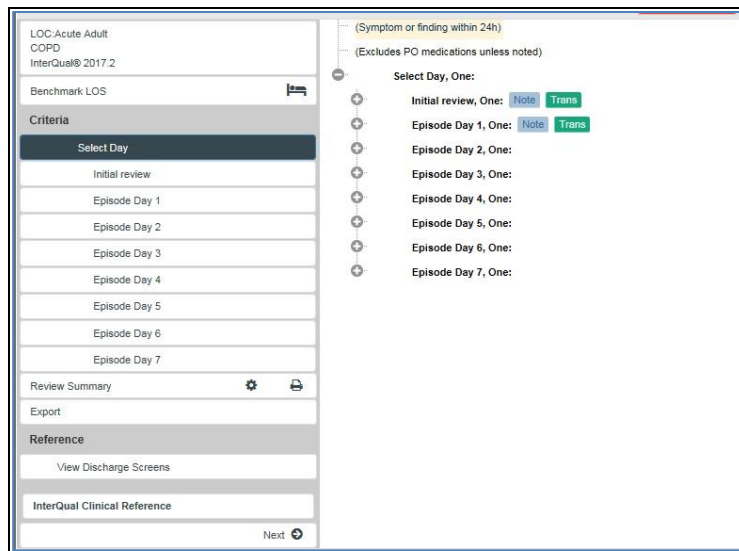 LOC:Acute Adult
COPD
InterQual® 2017.2
Benchmark LOS
Criteria
Select Day
Initial review
Episode Day 1
Episode Day 2
Episode Day 3
Episode Day 4
Episode Day 5
Episode Day 6
Episode Day 7
Review Summary
Export
Reference
View Discharge Screens
InterQual Clinical Reference
Next
(Symptom or finding within 24h)
(Excludes PO medications unless noted)
Select Day, One:
Initial review, One: Note Trans
Episode Day 1, One: Note Trans
Episode Day 2, One:
Episode Day 3, One:
Episode Day 4, One:
Episode Day 5, One:
Episode Day 6, One:
Episode Day 7, One: